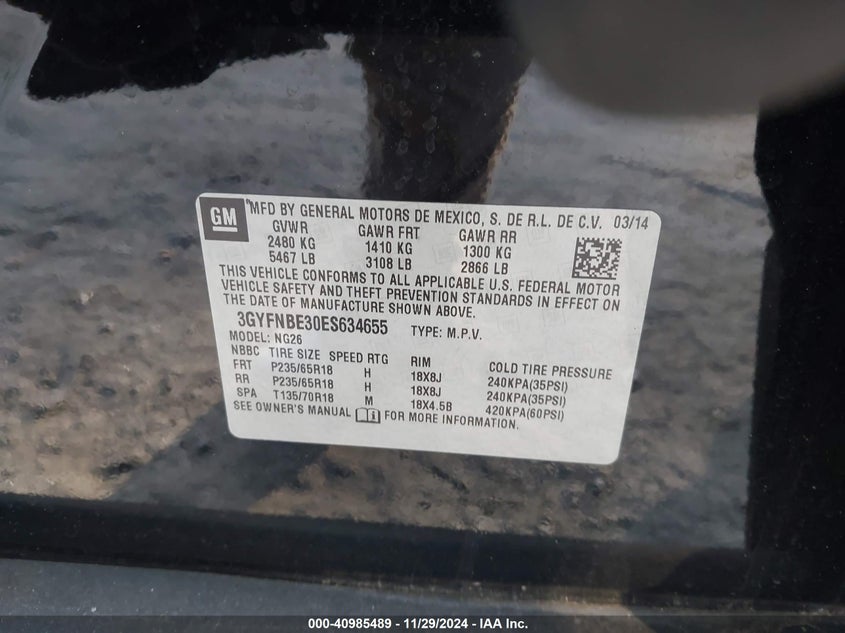 GM
MFD BY GENERAL MOTORS DE MEXICO, S. DE R.L. DE C.V. 03/14
GVWR GAWR FRT GAWR RR
2480 KG 1410 KG 1300 KG
5467 LB 3108 LB 2866 LB
THIS VEHICLE CONFORMS TO ALL APPLICABLE U.S. FEDERAL MOTOR
VEHICLE SAFETY AND THEFT PREVENTION STANDARDS IN EFFECT ON
THE DATE OF MANUFACTURE SHOWN ABOVE.
3GYFNBE30ES634655 TYPE: M.P.V.
MODEL: NG26
NBBC TIRE SIZE SPEED RTG RIM COLD TIRE PRESSURE
FRT P235/65R18 H 18X8J 240KPA(35PSI)
RR P235/65R18 H 18X8J 240KPA(35PSI)
SPA T135/70R18 M 18X4.5B 420KPA(60PSI)
SEE OWNER'S MANUAL FOR MORE INFORMATION.
000-40985489 - 11/29/2024 - IAA Inc.